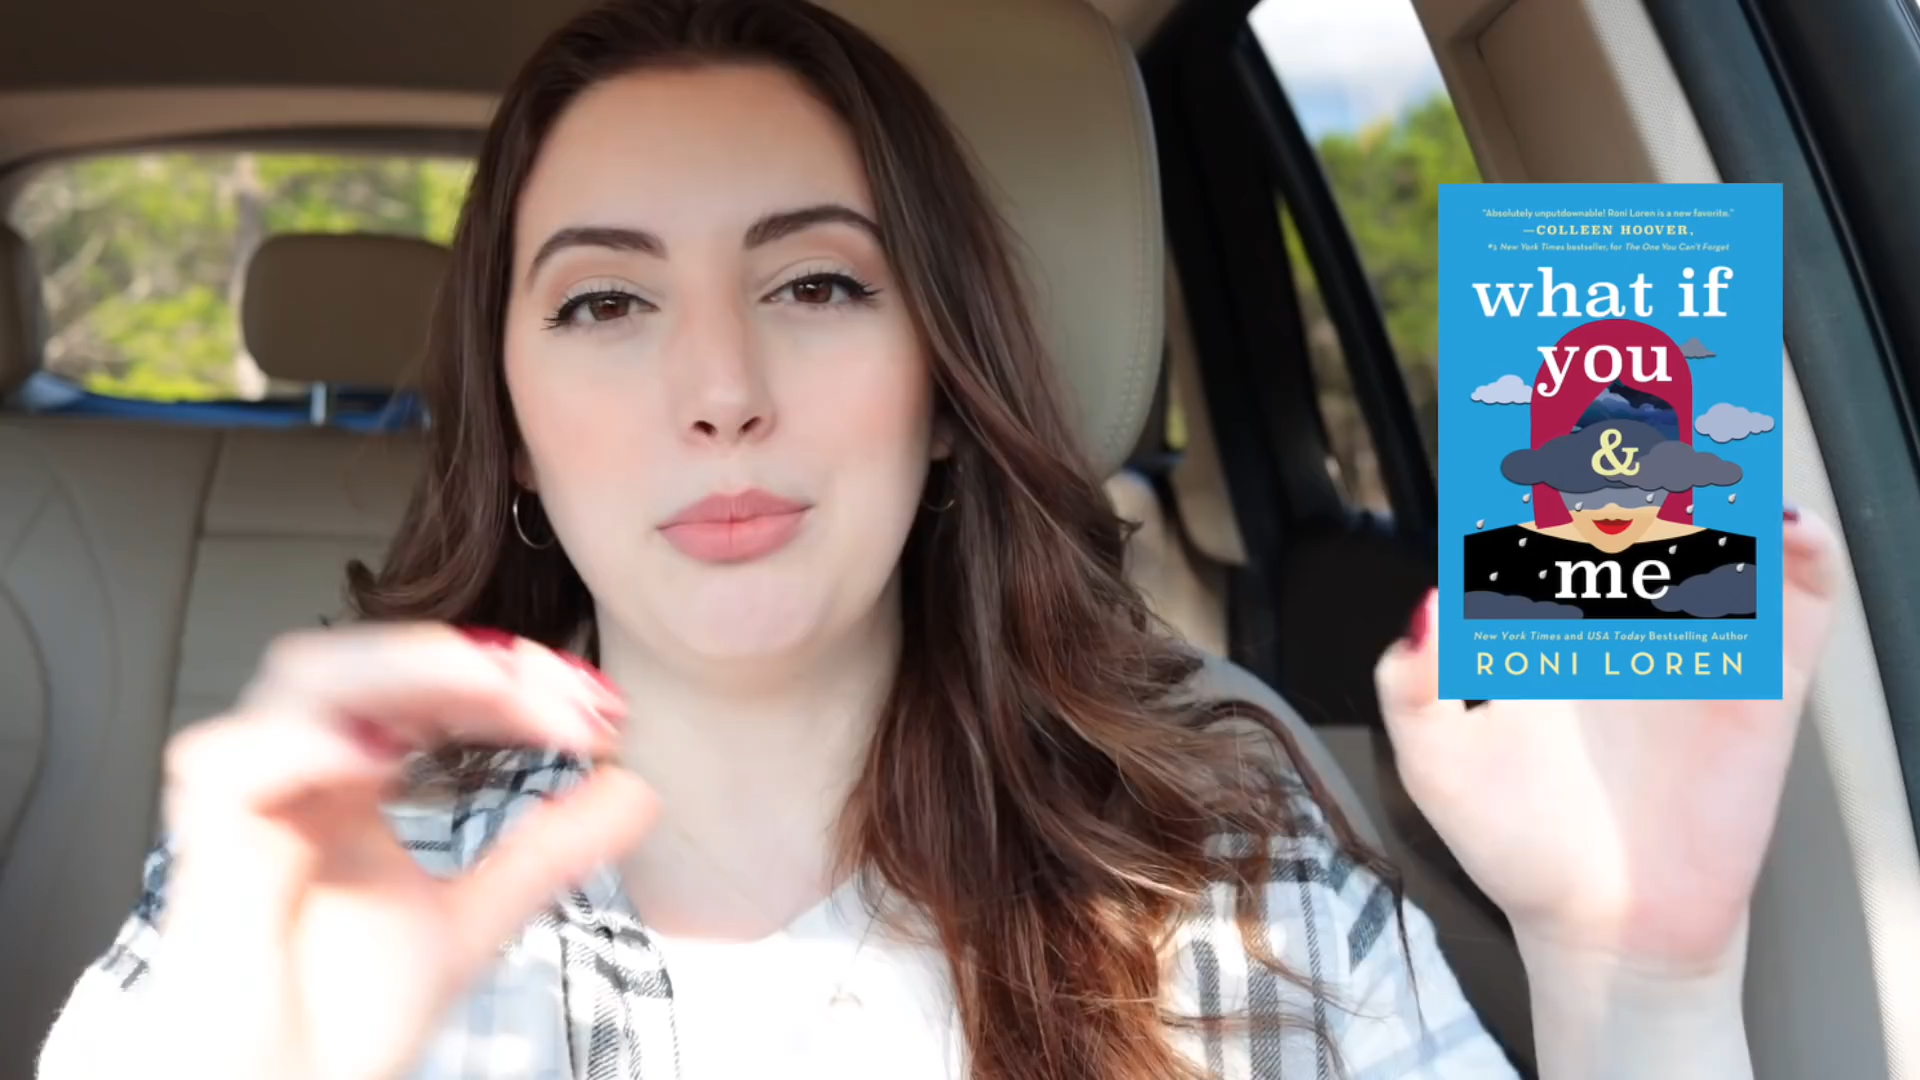 "Absolutely unputdownable! Roni Loren is a new favorite."
—COLLEEN HOOVER,
#1 New York Times bestseller, for The One You Can't Forget
what if
you
&
me
New York Times and USA Today Bestselling Author
RONI LOREN